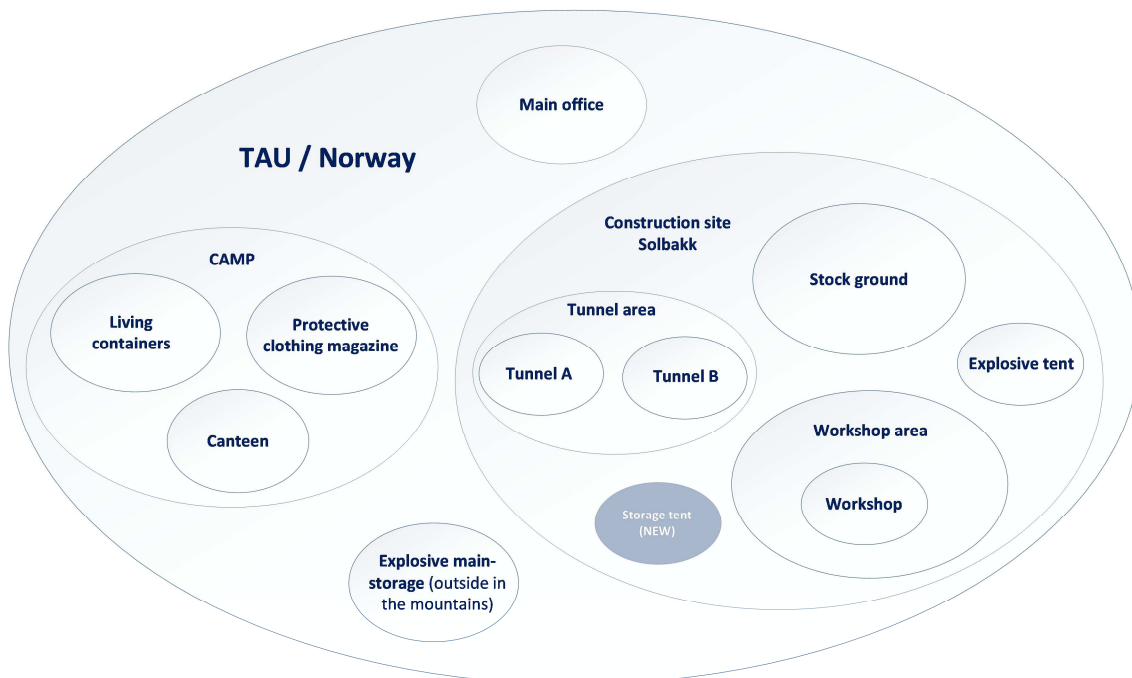 Main office
TAU / Norway
Construction site
Solbakk
CAMP
Stock ground
Living
containers
Protective
clothing magazine
Tunnel area
Tunnel A
Tunnel B
Explosive tent
Canteen
Workshop area
Workshop
Storage tent
(NEW)
Explosive main-
storage (outside in
the mountains)